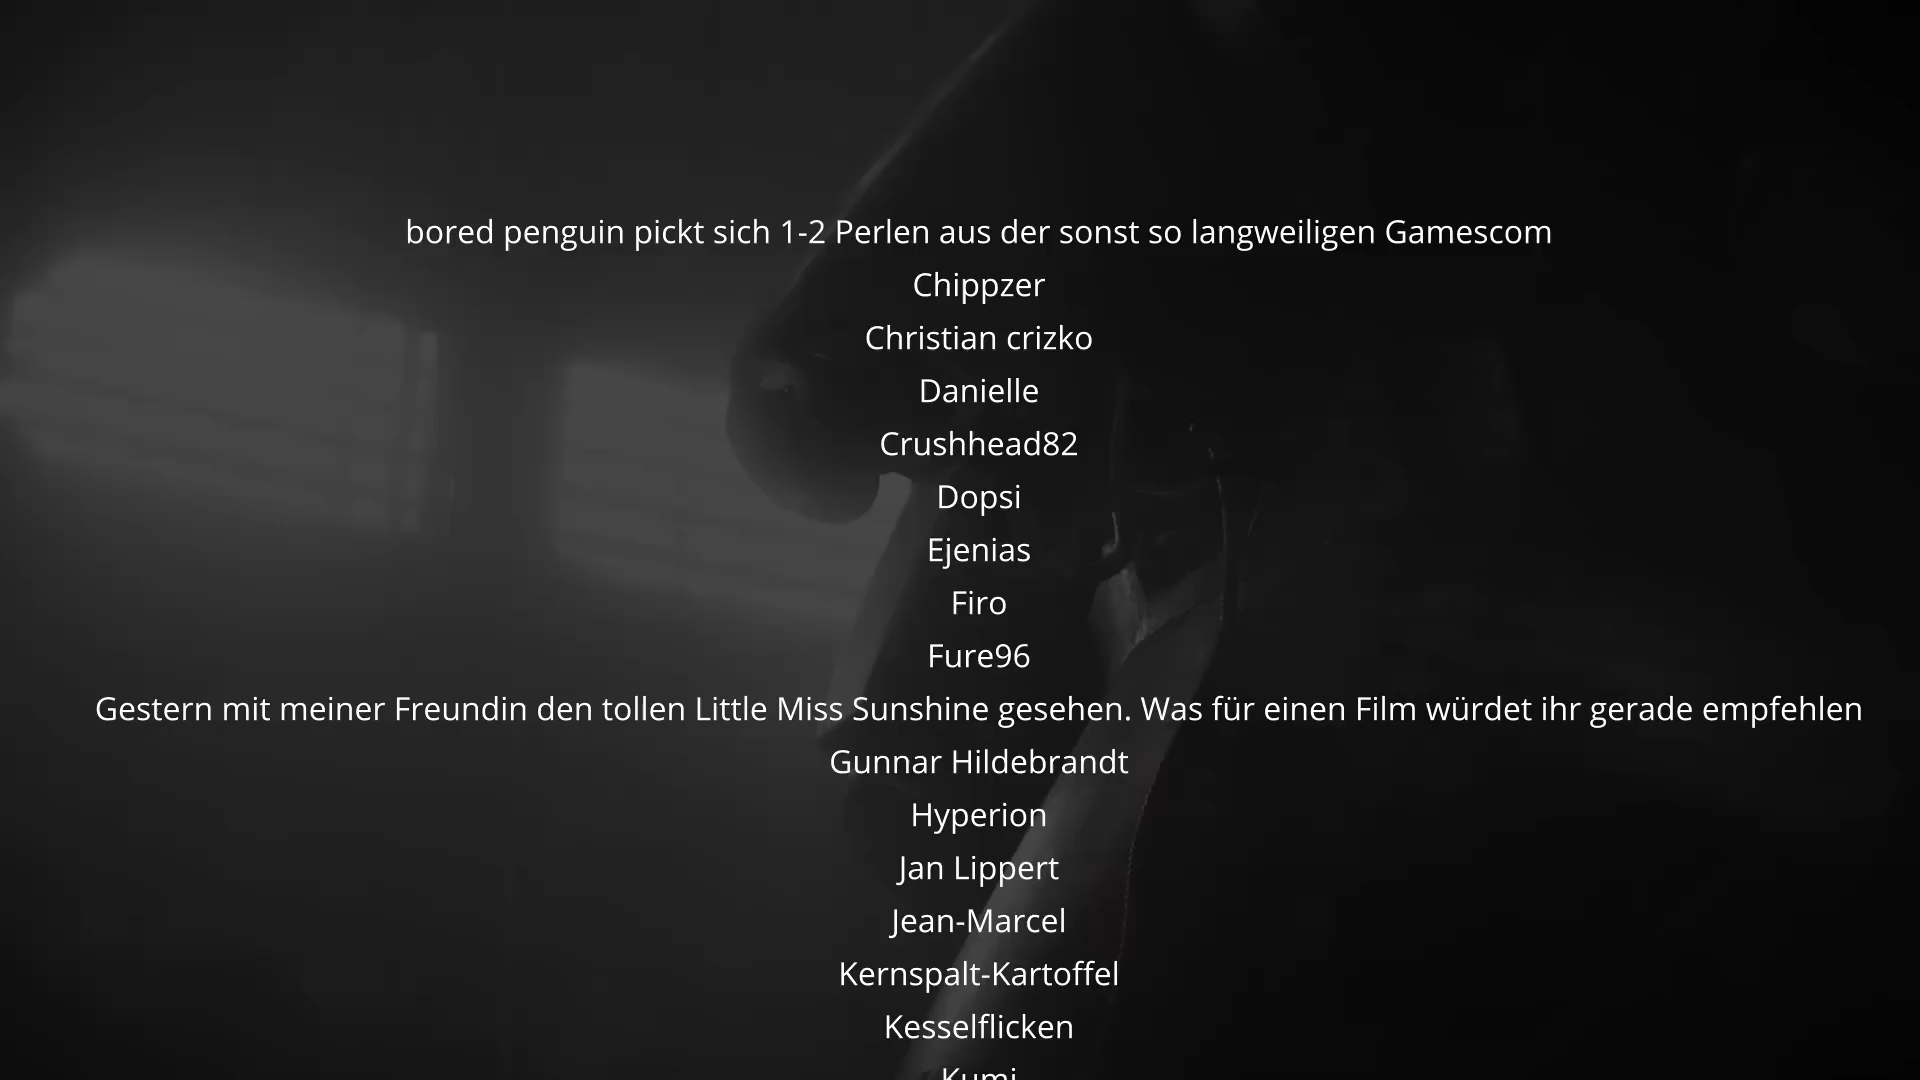 bored penguin pickt sich 1-2 Perlen aus der sonst so langweiligen Gamescom
Chippzer
Christian crizko
Danielle
Crushhead82
Dopsi
Ejenias
Firo
Fure96
Gestern mit meiner Freundin den tollen Little Miss Sunshine gesehen. Was für einen Film würdet ihr gerade empfehlen
Gunnar Hildebrandt
Hyperion
Jan Lippert
Jean-Marcel
Kernspalt-Kartoffel
Kesselflicken
Kumi